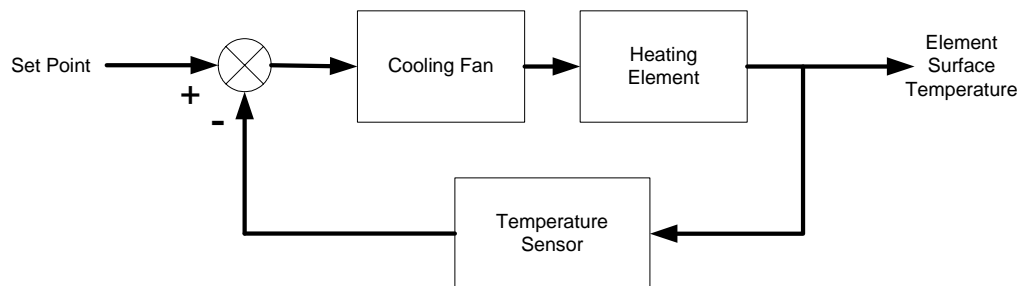 Set Point
+
-
Cooling Fan
Heating
Element
Element
Surface
Temperature
Temperature
Sensor